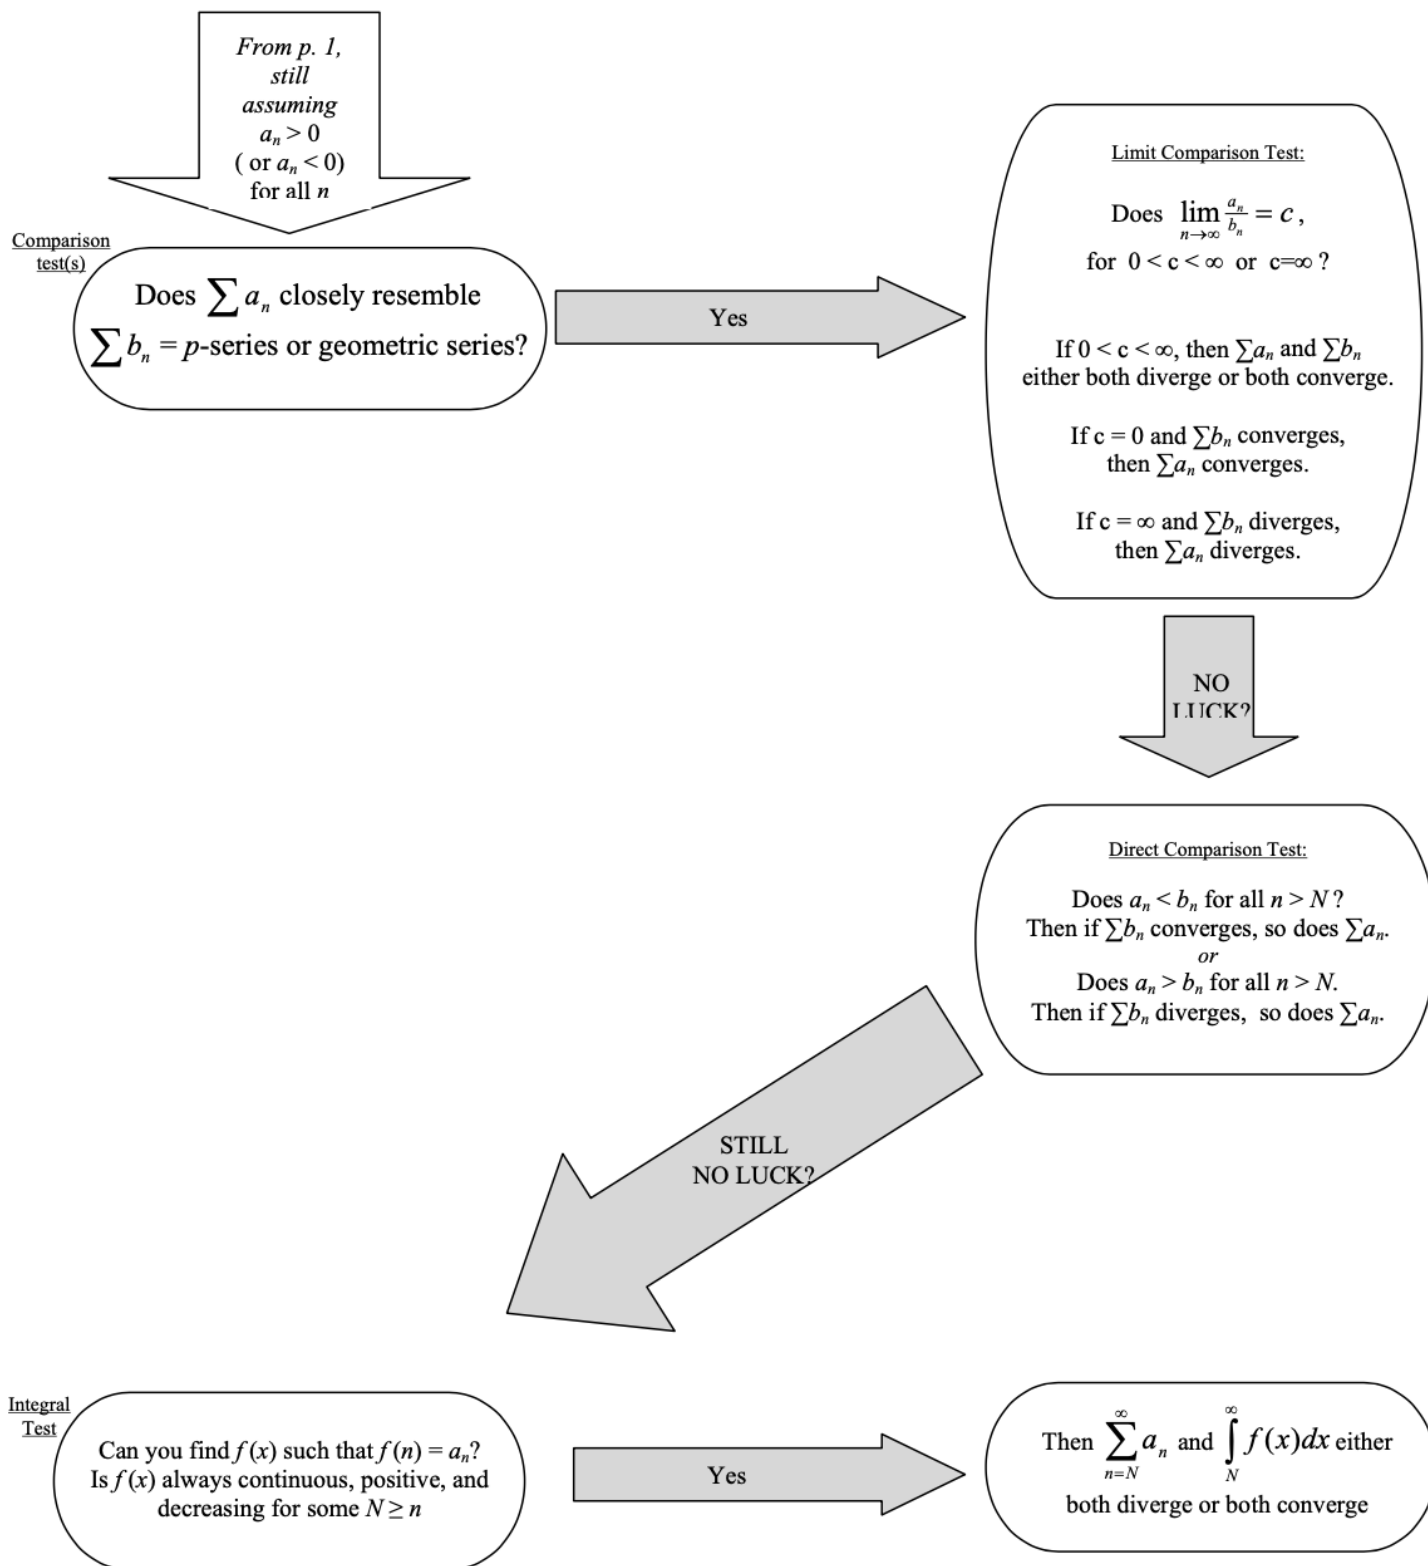 From p. 1,
still
assuming
aₙ > 0
( or aₙ < 0)
for all n
Comparison
test(s)
Does ∑ aₙ closely resemble
∑ bₙ = p-series or geometric series?
Yes
Limit Comparison Test:
Does lim n→∞ aₙ/bₙ = c ,
for 0 < c < ∞ or c=∞ ?
If 0 < c < ∞, then ∑aₙ and ∑bₙ
either both diverge or both converge.
If c = 0 and ∑bₙ converges,
then ∑aₙ converges.
If c = ∞ and ∑bₙ diverges,
then ∑aₙ diverges.
NO
LUCK?
Direct Comparison Test:
Does aₙ < bₙ for all n > N ?
Then if ∑bₙ converges, so does ∑aₙ.
or
Does aₙ > bₙ for all n > N.
Then if ∑bₙ diverges, so does ∑aₙ.
STILL
NO LUCK?
Integral
Test
Can you find f (x) such that f (n) = aₙ?
Is f (x) always continuous, positive, and
decreasing for some N ≥ n
Yes
Then ∞ ∑ n=N aₙ and ∞ ∫ N f (x)dx either
both diverge or both converge